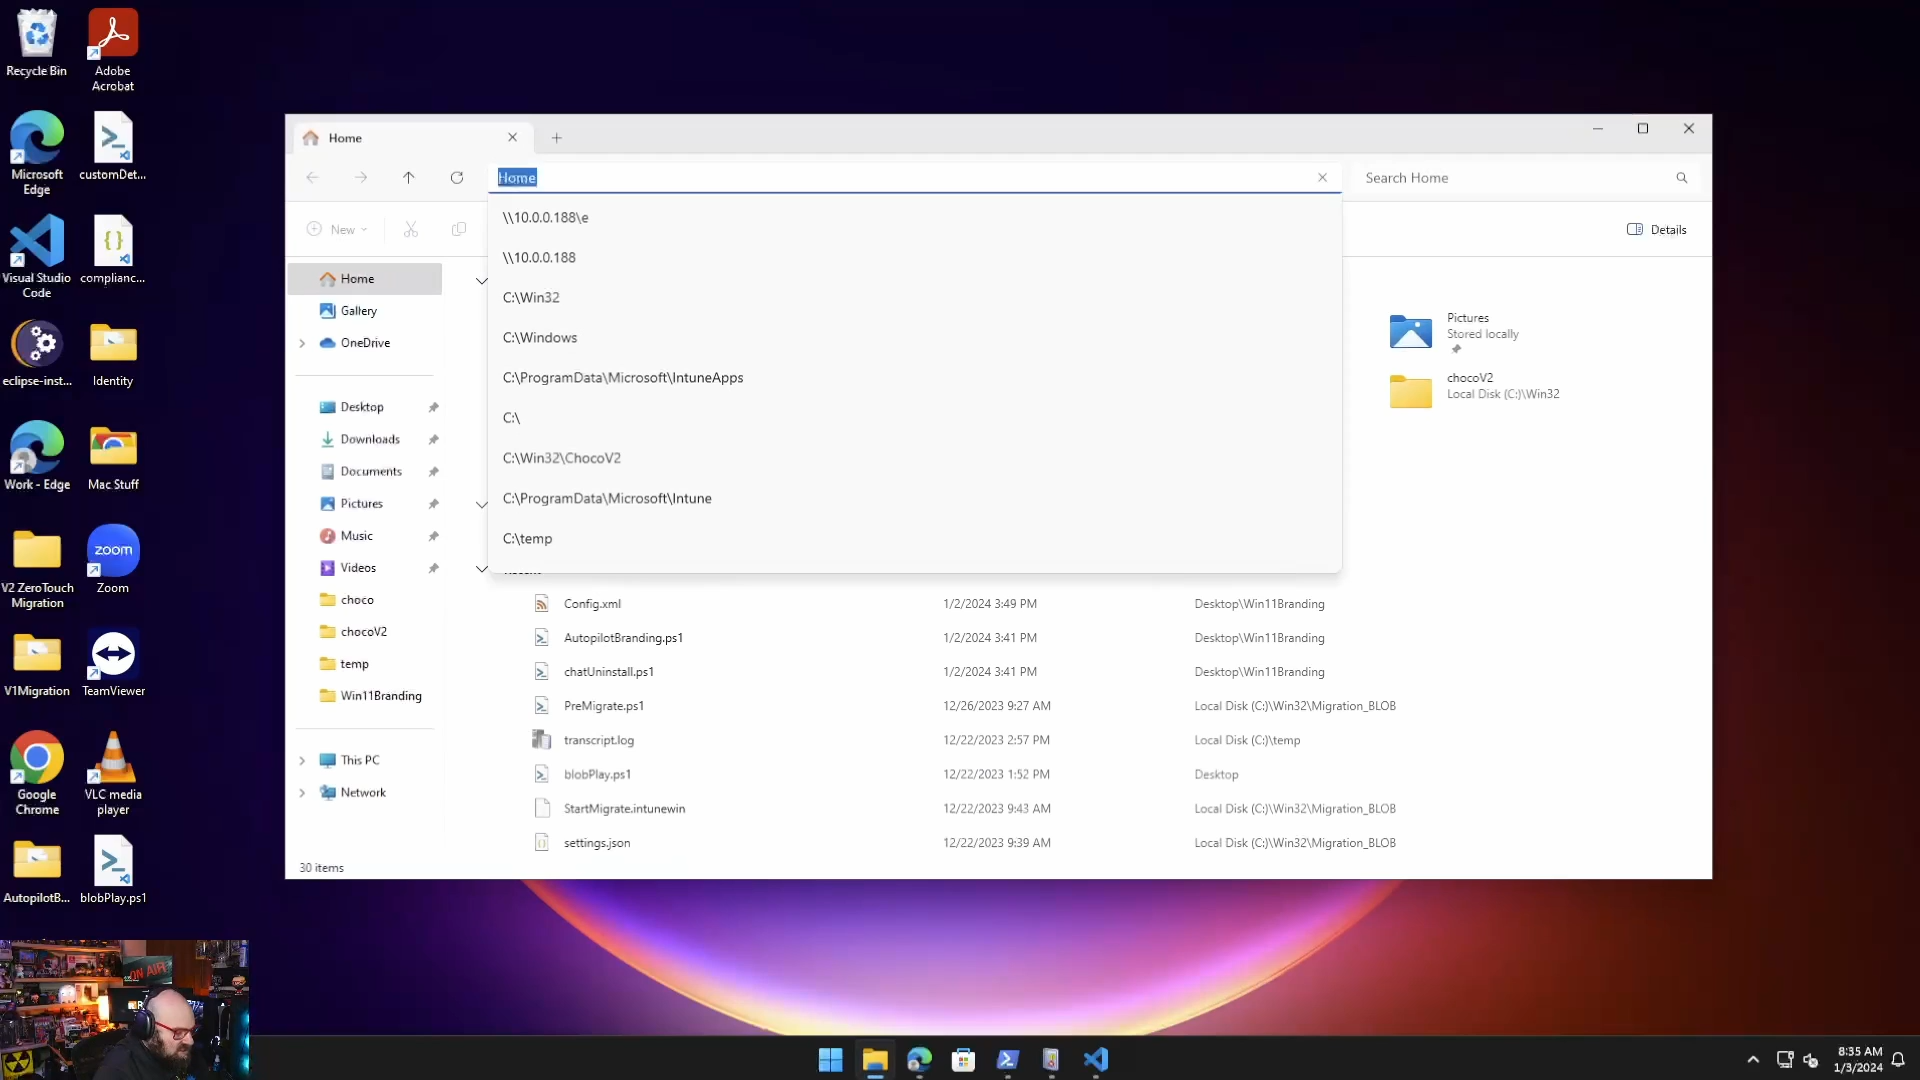 Recycle Bin
Adobe
Acrobat
Microsoft
Edge
customDet...
Visual Studio
Code
complianc...
eclipse-inst...
Identity
Work - Edge
Mac Stuff
V2 ZeroTouch
Migration
zoom
Zoom
V1Migration
TeamViewer
Google
Chrome
VLC media
player
AutopilotB...
blobPlay.ps1
ON AIR
Home
Home
Search Home
New
Details
\\10.0.0.188\e
\\10.0.0.188
C:\Win32
C:\Windows
C:\ProgramData\Microsoft\IntuneApps
C:\
C:\Win32\ChocoV2
C:\ProgramData\Microsoft\Intune
C:\temp
Home
Gallery
OneDrive
Desktop
Downloads
Documents
Pictures
Music
Videos
choco
chocoV2
temp
Win11Branding
This PC
Network
30 items
Pictures
Stored locally
chocoV2
Local Disk (C:)\Win32
Config.xml 1/2/2024 3:49 PM Desktop\Win11Branding
AutopilotBranding.ps1 1/2/2024 3:41 PM Desktop\Win11Branding
chatUninstall.ps1 1/2/2024 3:41 PM Desktop\Win11Branding
PreMigrate.ps1 12/26/2023 9:27 AM Local Disk (C:)\Win32\Migration_BLOB
transcript.log 12/22/2023 2:57 PM Local Disk (C:)\temp
blobPlay.ps1 12/22/2023 1:52 PM Desktop
StartMigrate.intunewin 12/22/2023 9:43 AM Local Disk (C:)\Win32\Migration_BLOB
settings.json 12/22/2023 9:39 AM Local Disk (C:)\Win32\Migration_BLOB
8:35 AM
1/3/2024